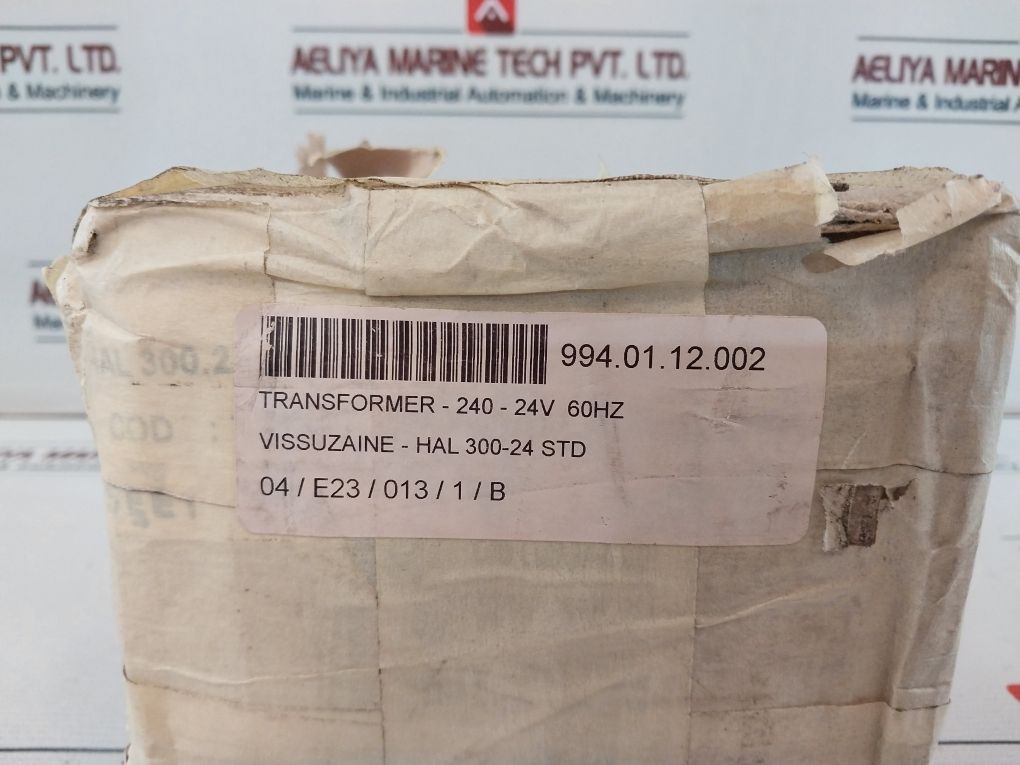 PVT. LTD.
& Machinery
AELIYA MARINE TECH PVT. LTD.
Marine & Industrial Automation & Machinery
AELIYA MARIN
Marine & Industrial A
HAL 300.2
COD :
994.01.12.002
TRANSFORMER - 240 - 24V 60HZ
VISSUZAINE - HAL 300-24 STD
04 / E23 / 013 / 1 / B